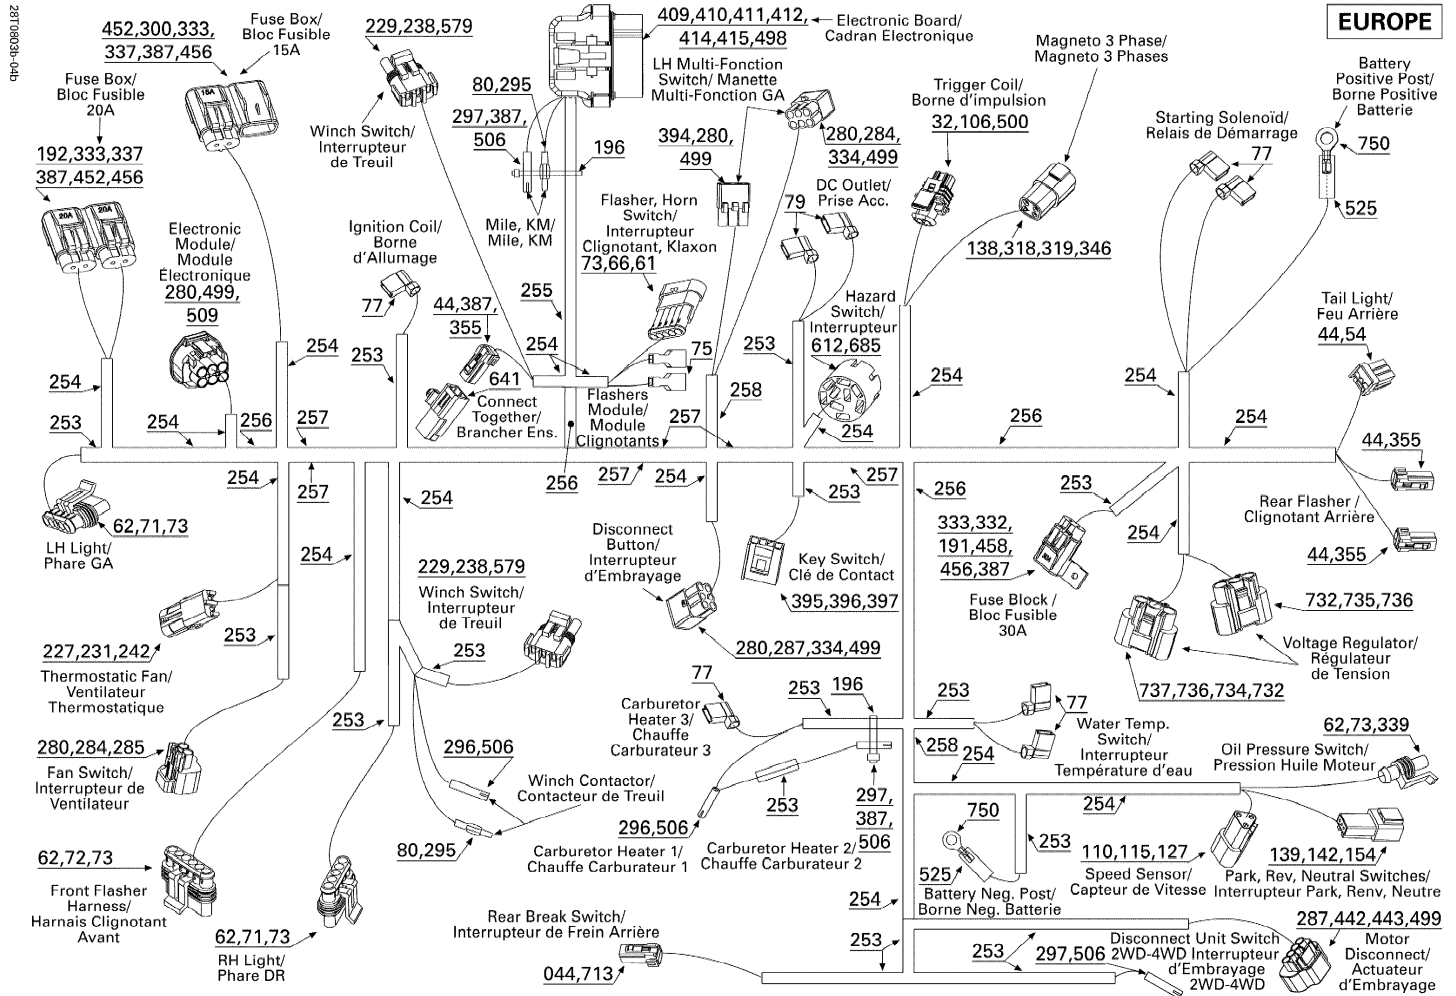 28T0803b-04b
EUROPE
452,300,333,
337,387,456
Fuse Box/
Bloc Fusible
15A
229,238,579
409,410,411,412,
414,415,498
Electronic Board/
Cadran Electronique
Fuse Box/
Bloc Fusible
20A
192,333,337
387,452,456
15A
20A
20A
Winch Switch/
Interrupteur
de Treuil
80,295
297,387,
506
196
Mile, KM/
Mile, KM
LH Multi-Fonction
Switch/ Manette
Multi-Fonction GA
394,280,
499
280,284,
334,499
Trigger Coil/
Borne d'impulsion
32,106,500
Magneto 3 Phase/
Magneto 3 Phases
138,318,319,346
Starting Solenoïd/
Relais de Démarrage
77
Battery
Positive Post/
Borne Positive
Batterie
750
525
Electronic
Module/
Module
Électronique
280,499,
509
Ignition Coil/
Borne
d'Allumage
77
44,387,
355
Flasher, Horn
Switch/
Interrupteur
Clignotant, Klaxon
73,66,61
DC Outlet/
Prise Acc.
79
Hazard
Switch/
Interrupteur
612,685
Tail Light/
Feu Arrière
44,54
254
253
254
256
254
257
253
255
254
75
641
Connect
Together/
Brancher Ens.
Flashers
Module/
Module
Clignotants
256
257
258
253
254
254
256
254
254
44,355
Rear Flasher /
Clignotant Arrière
44,355
62,71,73
LH Light/
Phare GA
254
257
254
254
257
254
253
257
256
253
254
333,332,
191,458,
456,387
Fuse Block /
Bloc Fusible
30A
Disconnect
Button/
Interrupteur
d'Embrayage
280,287,334,499
Key Switch/
Clé de Contact
395,396,397
732,735,736
Voltage Regulator/
Régulateur
de Tension
737,736,734,732
229,238,579
Winch Switch/
Interrupteur
de Treuil
253
227,231,242
Thermostatic Fan/
Ventilateur
Thermostatique
253
253
280,284,285
Fan Switch/
Interrupteur de
Ventilateur
296,506
Winch Contactor/
Contacteur de Treuil
80,295
77
Carburetor
Heater 3/
Chauffe
Carburateur 3
253
196
253
258
254
77
Water Temp.
Switch/
Interrupteur
Température d'eau
62,73,339
Oil Pressure Switch/
Pression Huile Moteur
296,506
Carburetor Heater 1/
Chauffe Carburateur 1
253
297,
387,
506
Carburetor Heater 2/
Chauffe Carburateur 2
750
525
Battery Neg. Post/
Borne Neg. Batterie
253
254
110,115,127
Speed Sensor/
Capteur de Vitesse
139,142,154
Park, Rev, Neutral Switches/
Interrupteur Park, Renv, Neutre
62,72,73
Front Flasher
Harness/
Harnais Clignotant
Avant
62,71,73
RH Light/
Phare DR
Rear Break Switch/
Interrupteur de Frein Arrière
044,713
254
253
253
297,506
Disconnect Unit Switch
2WD-4WD Interrupteur
d'Embrayage
2WD-4WD
287,442,443,499
Motor
Disconnect/
Actuateur
d'Embrayage